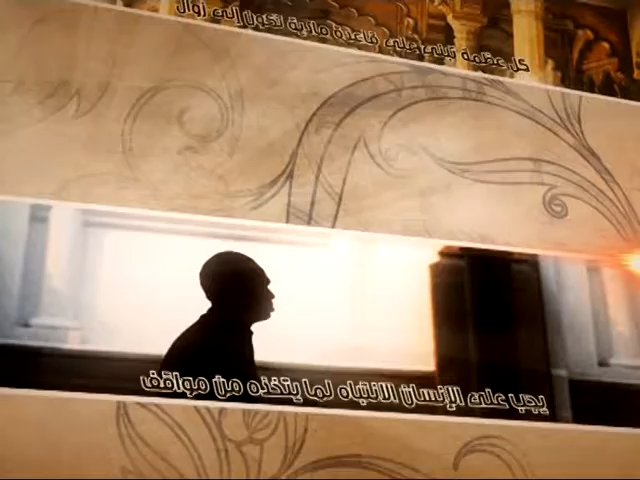 كل عظمة تبنى على قاعدة مادية تكون إلى زوال
يجب على الإنسان الانتباه لما يتخذه من مواقف